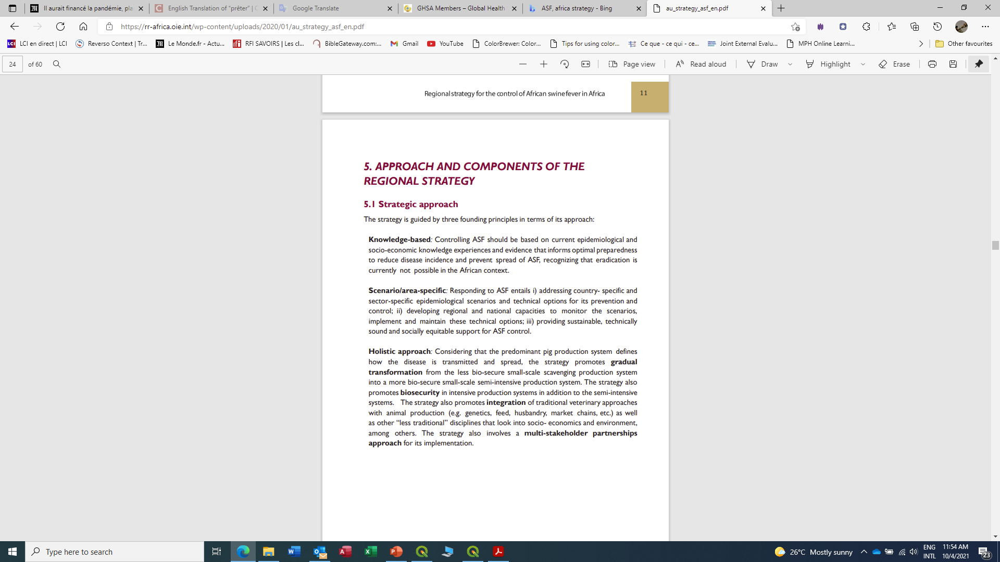 Il aurait financé la pandémie, pla
English Translation of “prêter” | C
Google Translate
GHSA Members – Global Health
ASF, africa strategy - Bing
au_strategy_asf_en.pdf
https://rr-africa.oie.int/wp-content/uploads/2020/01/au_strategy_asf_en.pdf
LCI en direct | LCI
Reverso Context | Tr...
Le Monde.fr - Actu...
RFI SAVOIRS | Les cl...
BibleGateway.com:...
Gmail
YouTube
ColorBrewer: Color...
Tips for using color...
Ce que - ce qui - ce...
Joint External Evalu...
MPH Online Learni...
Other favourites
24 of 60
Page view
Read aloud
Draw
Highlight
Erase
Regional strategy for the control of African swine fever in Africa 11
5. APPROACH AND COMPONENTS OF THE
REGIONAL STRATEGY
5.1 Strategic approach
The strategy is guided by three founding principles in terms of its approach:
Knowledge-based: Controlling ASF should be based on current epidemiological and
socio-economic knowledge experiences and evidence that informs optimal preparedness
to reduce disease incidence and prevent spread of ASF, recognizing that eradication is
currently not possible in the African context.
Scenario/area-specific: Responding to ASF entails i) addressing country- specific and
sector-specific epidemiological scenarios and technical options for its prevention and
control; ii) developing regional and national capacities to monitor the scenarios,
implement and maintain these technical options; iii) providing sustainable, technically
sound and socially equitable support for ASF control.
Holistic approach: Considering that the predominant pig production system defines
how the disease is transmitted and spread, the strategy promotes gradual
transformation from the less bio-secure small-scale scavenging production system
into a more bio-secure small-scale semi-intensive production system. The strategy also
promotes biosecurity in intensive production systems in addition to the semi-intensive
systems. The strategy also promotes integration of traditional veterinary approaches
with animal production (e.g. genetics, feed, husbandry, market chains, etc.) as well
as other “less traditional” disciplines that look into socio- economics and environment,
among others. The strategy also involves a multi-stakeholder partnerships
approach for its implementation.
Type here to search
26°C Mostly sunny
ENG
INTL
11:54 AM
10/4/2021
23